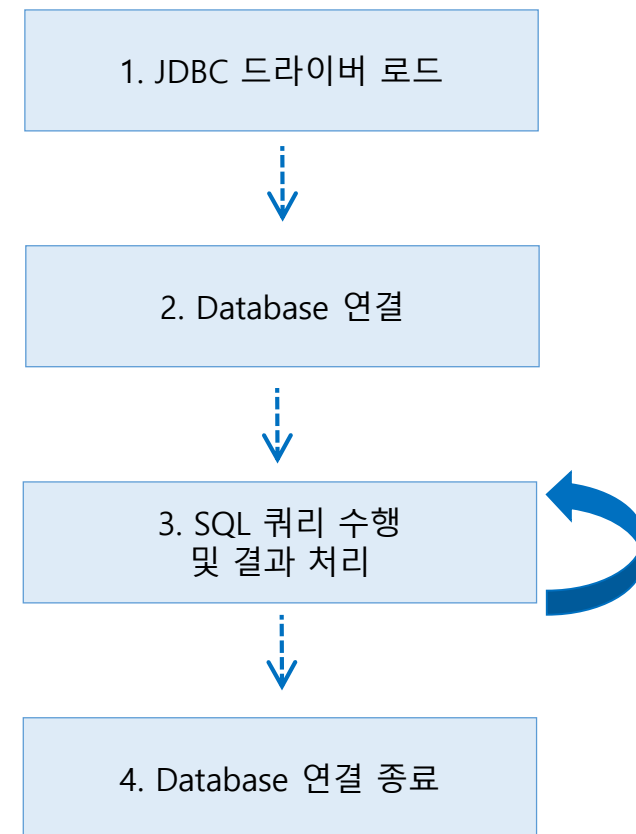 1. JDBC 드라이버 로드
2. Database 연결
3. SQL 쿼리 수행
및 결과 처리
4. Database 연결 종료